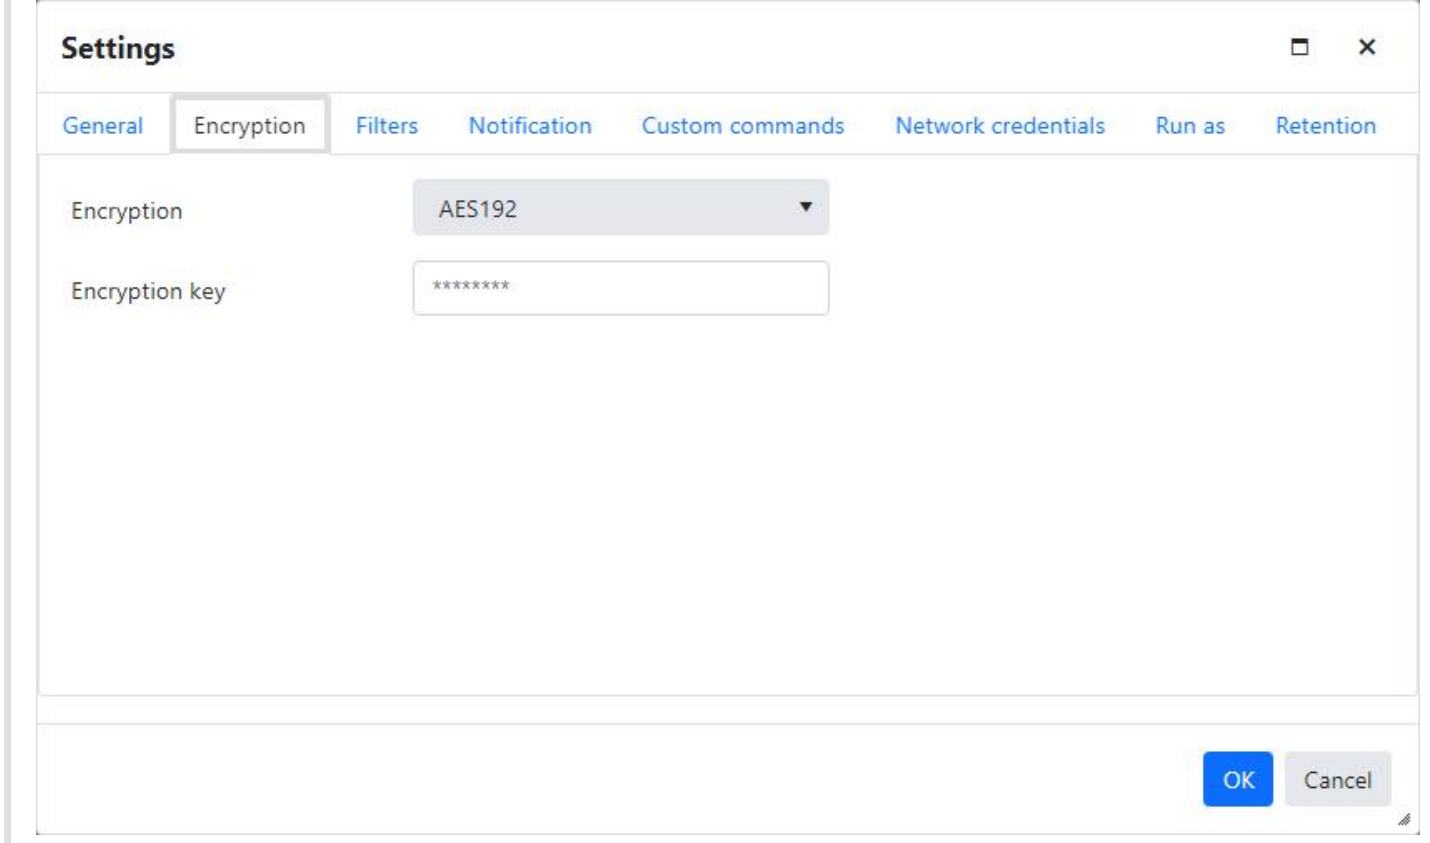 Settings
General Encryption Filters Notification Custom commands Network credentials Run as Retention
Encryption AES192
Encryption key ********
OK Cancel